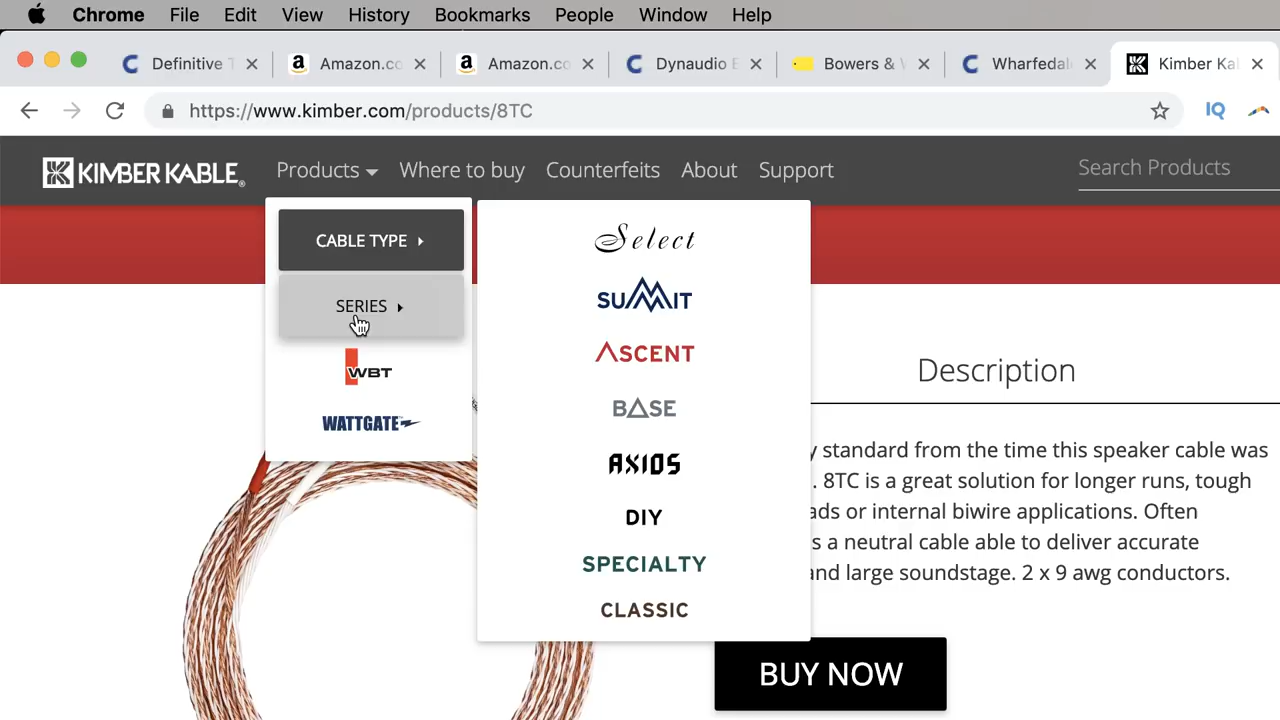 Chrome File Edit View History Bookmarks People Window Help
Definitive T Amazon.co Amazon.co Dynaudio E Bowers & W Wharfedal Kimber Kal
https://www.kimber.com/products/8TC IQ
KIMBER KABLE Products Where to buy Counterfeits About Support Search Products
CABLE TYPE
SERIES
WBT
WATTGATE
Select
SUMMIT
ASCENT
BASE
AXIOS
DIY
SPECIALTY
CLASSIC
Description
standard from the time this speaker cable was
. 8TC is a great solution for longer runs, tough
ads or internal biwire applications. Often
s a neutral cable able to deliver accurate
and large soundstage. 2 x 9 awg conductors.
BUY NOW